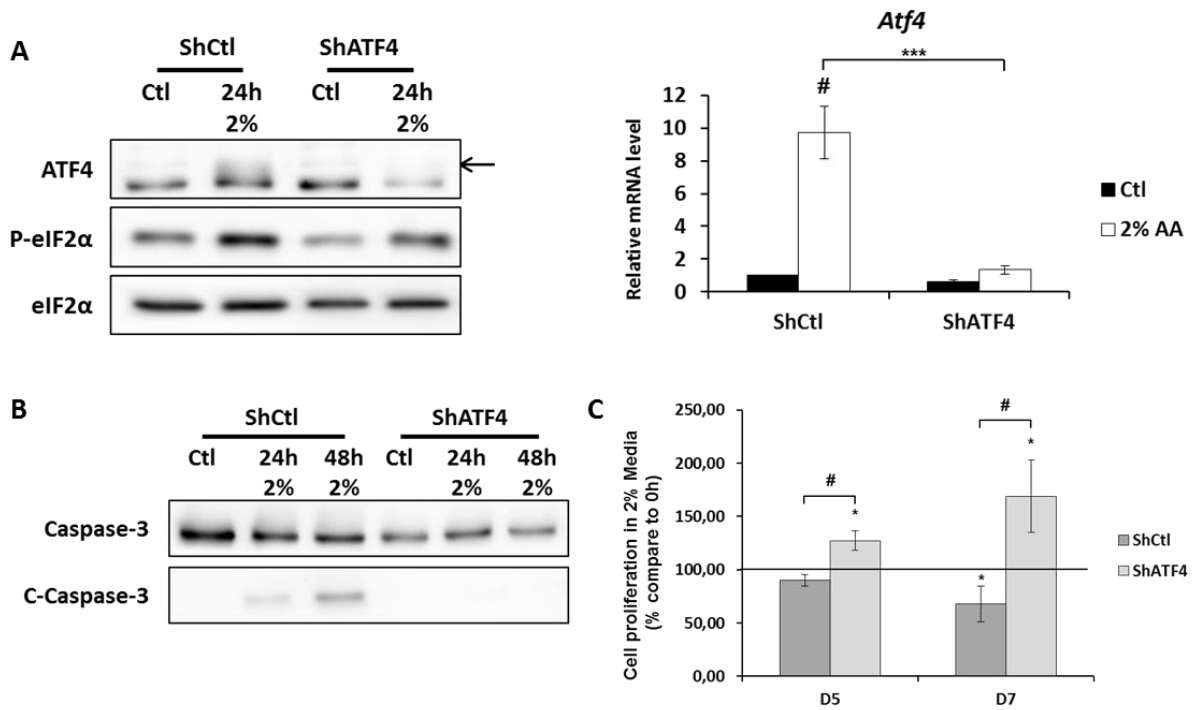 A
ShCtl ShATF4
Ctl 24h Ctl 24h
2% 2%
ATF4
P-eIF2α
eIF2α
Atf4
***
#
Relative mRNA level
12
10
8
6
4
2
0
ShCtl ShATF4
Ctl
2% AA
B
ShCtl ShATF4
Ctl 24h 48h Ctl 24h 48h
2% 2% 2% 2%
Caspase-3
C-Caspase-3
C
Cell proliferation in 2% Media
(% compare to 0h)
250,00
200,00
150,00
100,00
50,00
0,00
#
*
#
*
*
D5 D7
ShCtl
ShATF4